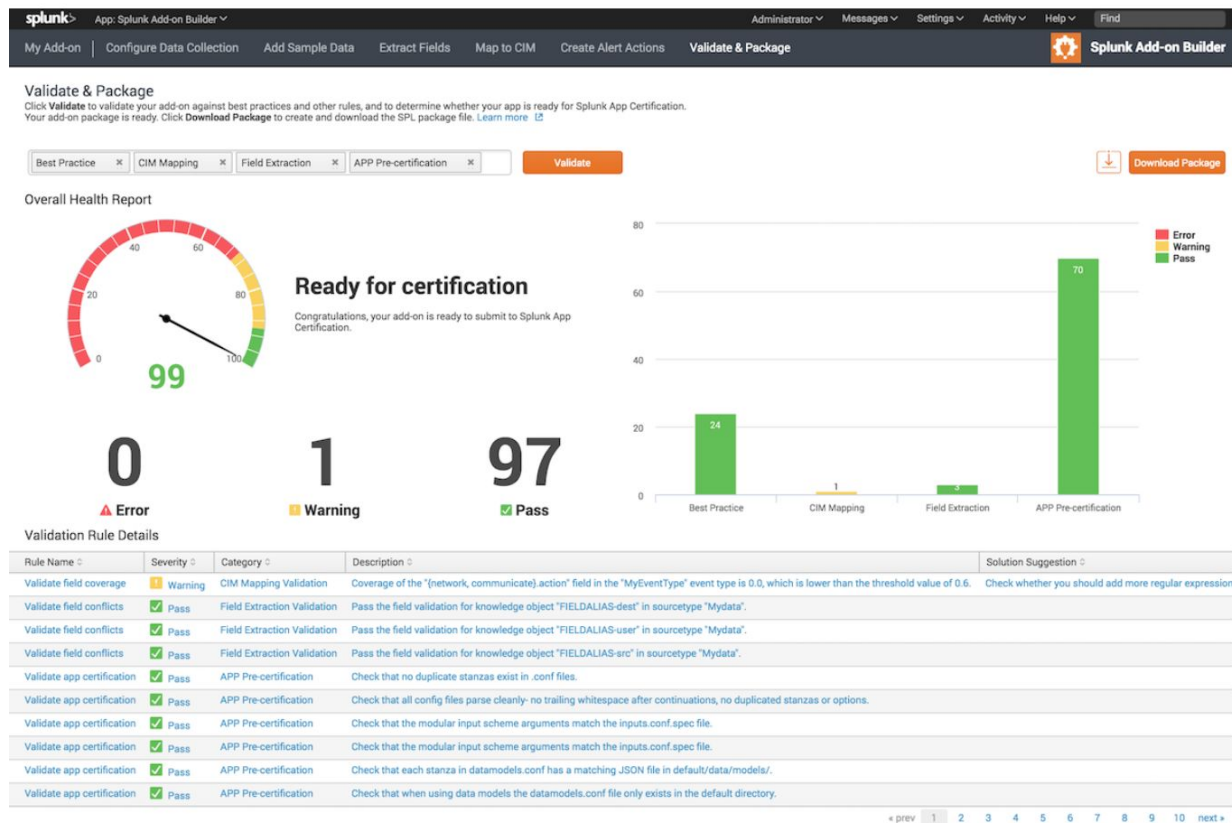 splunk> App: Splunk Add-on Builder Administrator Messages Settings Activity Help Find
My Add-on Configure Data Collection Add Sample Data Extract Fields Map to CIM Create Alert Actions Validate & Package Splunk Add-on Builder
Validate & Package
Click Validate to validate your add-on against best practices and other rules, and to determine whether your app is ready for Splunk App Certification.
Your add-on package is ready. Click Download Package to create and download the SPL package file. Learn more
Best Practice × CIM Mapping × Field Extraction × APP Pre-certification × Validate Download Package
Overall Health Report
0 20 40 60 80 100
99
Ready for certification
Congratulations, your add-on is ready to submit to Splunk App
Certification.
0 1 97
Error Warning Pass
80
60
40
20
0
24 1 3 70
Best Practice CIM Mapping Field Extraction APP Pre-certification
Error
Warning
Pass
Validation Rule Details
Rule Name Severity Category Description Solution Suggestion
Validate field coverage Warning CIM Mapping Validation Coverage of the "{network, communicate}.action" field in the "MyEventType" event type is 0.0, which is lower than the threshold value of 0.6. Check whether you should add more regular expression
Validate field conflicts Pass Field Extraction Validation Pass the field validation for knowledge object "FIELDALIAS-dest" in sourcetype "Mydata".
Validate field conflicts Pass Field Extraction Validation Pass the field validation for knowledge object "FIELDALIAS-user" in sourcetype "Mydata".
Validate field conflicts Pass Field Extraction Validation Pass the field validation for knowledge object "FIELDALIAS-src" in sourcetype "Mydata".
Validate app certification Pass APP Pre-certification Check that no duplicate stanzas exist in .conf files.
Validate app certification Pass APP Pre-certification Check that all config files parse cleanly- no trailing whitespace after continuations, no duplicated stanzas or options.
Validate app certification Pass APP Pre-certification Check that the modular input scheme arguments match the inputs.conf.spec file.
Validate app certification Pass APP Pre-certification Check that the modular input scheme arguments match the inputs.conf.spec file.
Validate app certification Pass APP Pre-certification Check that each stanza in datamodels.conf has a matching JSON file in default/data/models/.
Validate app certification Pass APP Pre-certification Check that when using data models the datamodels.conf file only exists in the default directory.
« prev 1 2 3 4 5 6 7 8 9 10 next »